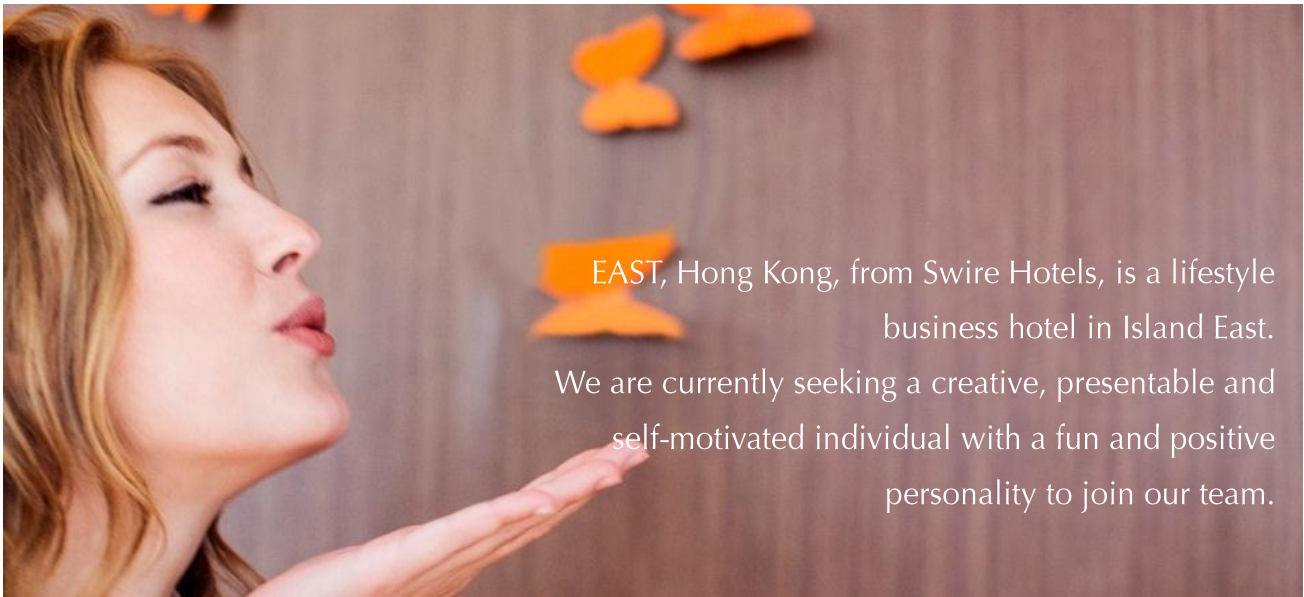 EAST, Hong Kong, from Swire Hotels, is a lifestyle
business hotel in Island East.
We are currently seeking a creative, presentable and
self-motivated individual with a fun and positive
personality to join our team.